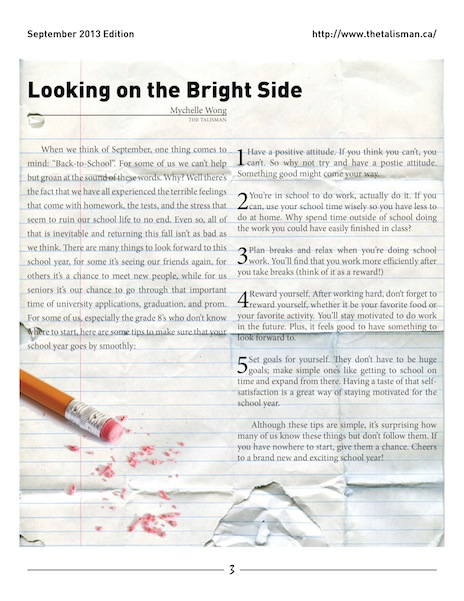 September 2013 Edition
http://www.thetalisman.ca/
Looking on the Bright Side
Mychelle Wong
THE TALISMAN
When we think of September, one thing comes to
mind: “Back-to-School”. For some of us we can’t help
but groan at the sound of these words. Why? Well there’s
the fact that we have all experienced the terrible feelings
that come with homework, the tests, and the stress that
seem to ruin our school life to no end. Even so, all of
that is inevitable and returning this fall isn’t as bad as
we think. There are many things to look forward to this
school year, for some it’s seeing our friends again, for
others it’s a chance to meet new people, while for us
seniors it’s our chance to go through that important
time of university applications, graduation, and prom.
For some of us, especially the grade 8’s who don’t know
where to start, here are some tips to make sure that your
school year goes by smoothly:
1 Have a positive attitude. If you think you can’t, you
can’t. So why not try and have a postie attitude.
Something good might come your way.
2 You’re in school to do work, actually do it. If you
can, use your school time wisely so you have less to
do at home. Why spend time outside of school doing
the work you could have easily finished in class?
3 Plan breaks and relax when you’re doing school
work. You’ll find that you work more efficiently after
you take breaks (think of it as a reward!)
4 Reward yourself. After working hard, don’t forget to
reward yourself, whether it be your favorite food or
your favorite activity. You’ll stay motivated to do work
in the future. Plus, it feels good to have something to
look forward to.
5 Set goals for yourself. They don’t have to be huge
goals; make simple ones like getting to school on
time and expand from there. Having a taste of that self-
satisfaction is a great way of staying motivated for the
school year.
Although these tips are simple, it’s surprising how
many of us know these tips but don’t follow them. If
you have nowhere to start, give them a chance. Cheers
to a brand new and exciting school year!
3